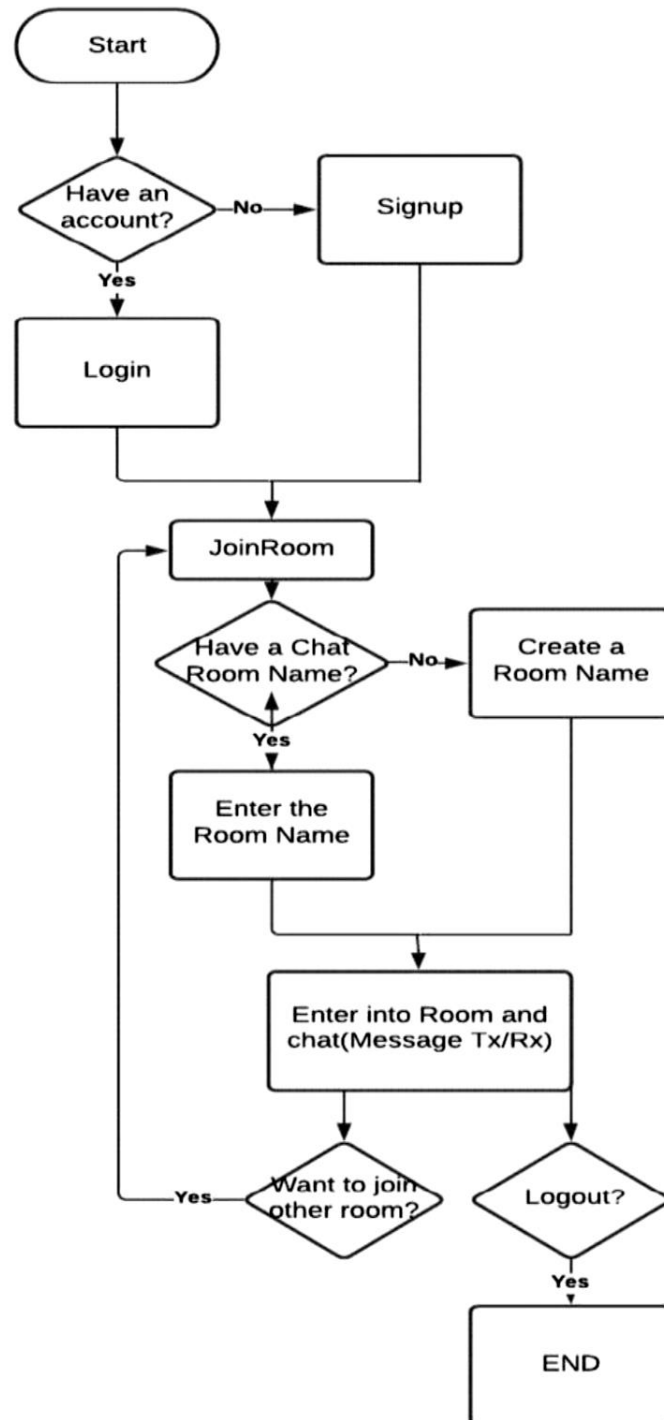 Start
Have an
account?
No
Signup
Yes
Login
JoinRoom
Have a Chat
Room Name?
No
Create a
Room Name
Yes
Enter the
Room Name
Enter into Room and
chat(Message Tx/Rx)
Want to join
other room?
Yes
Logout?
Yes
END